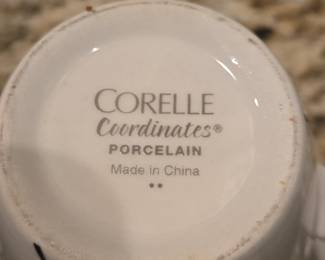 CORELLE
Coordinates®
PORCELAIN
Made in China